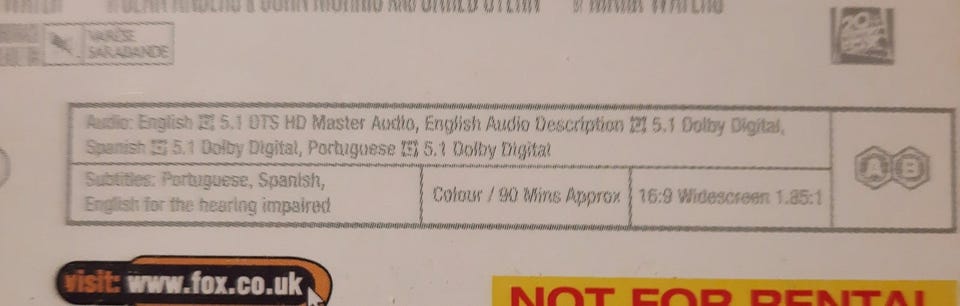 VARÈSE
SARABANDE
20th
Audio: English 5.1 DTS HD Master Audio, English Audio Description 5.1 Dolby Digital,
Spanish 5.1 Dolby Digital, Portuguese 5.1 Dolby Digital
Subtitles: Portuguese, Spanish,
English for the hearing impaired
Colour / 90 Mins Approx
16:9 Widescreen 1.85:1
A B
visit: www.fox.co.uk
NOT FOR RENTAL